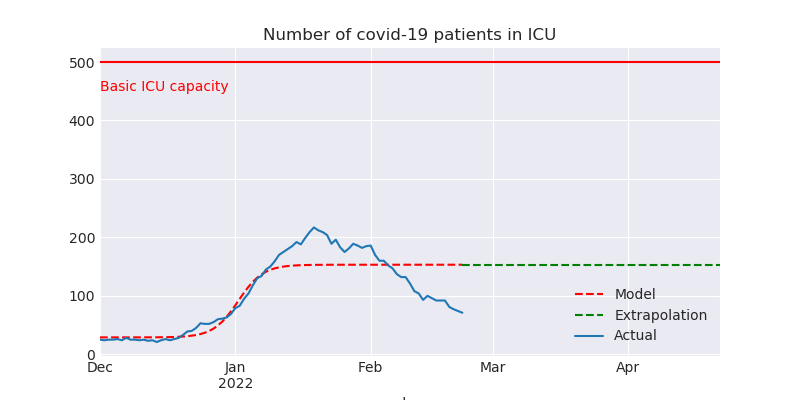 Number of covid-19 patients in ICU
500
Basic ICU capacity
400
300
200
100
0
Model
Extrapolation
Actual
Dec
Jan
2022
Feb
Mar
Apr